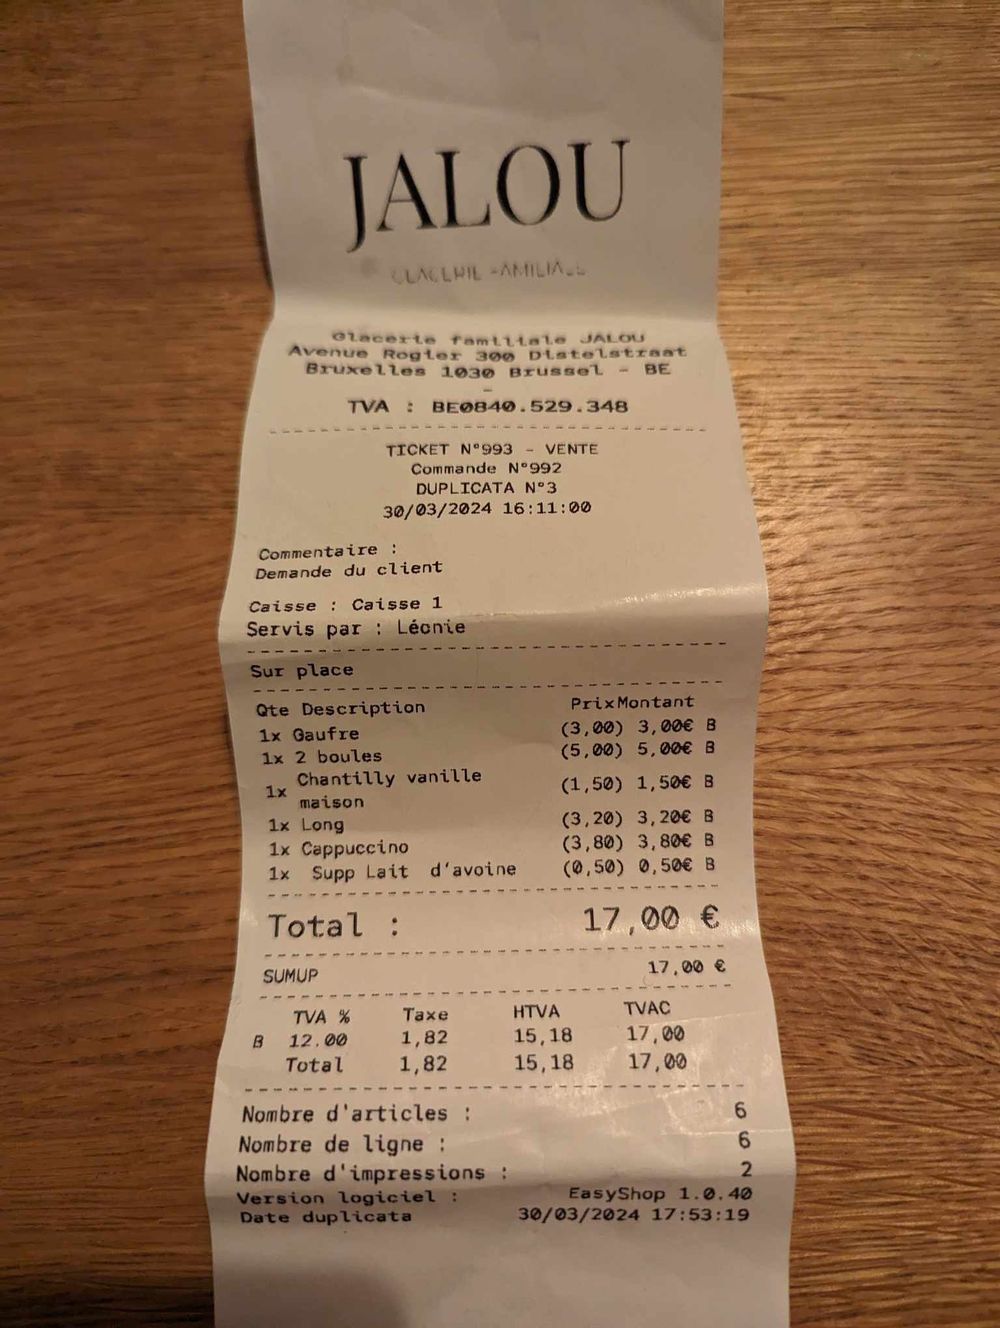 JALOU
GLACERIE FAMILIALE
Glacerie familiale JALOU
Avenue Rogier 300 Distelstraat
Bruxelles 1030 Brussel - BE
-
TVA : BE0840.529.348
TICKET N°993 - VENTE
Commande N°992
DUPLICATA N°3
30/03/2024 16:11:00
Commentaire :
Demande du client
Caisse : Caisse 1
Servis par : Léonie
Sur place
Qte Description PrixMontant
1x Gaufre (3,00) 3,00€ B
1x 2 boules (5,00) 5,00€ B
1x Chantilly vanille maison (1,50) 1,50€ B
1x Long (3,20) 3,20€ B
1x Cappuccino (3,80) 3,80€ B
1x Supp Lait d'avoine (0,50) 0,50€ B
Total : 17,00 €
SUMUP 17,00 €
TVA % Taxe HTVA TVAC
B 12.00 1,82 15,18 17,00
Total 1,82 15,18 17,00
Nombre d'articles : 6
Nombre de ligne : 6
Nombre d'impressions : 2
Version logiciel : EasyShop 1.0.40
Date duplicata 30/03/2024 17:53:19